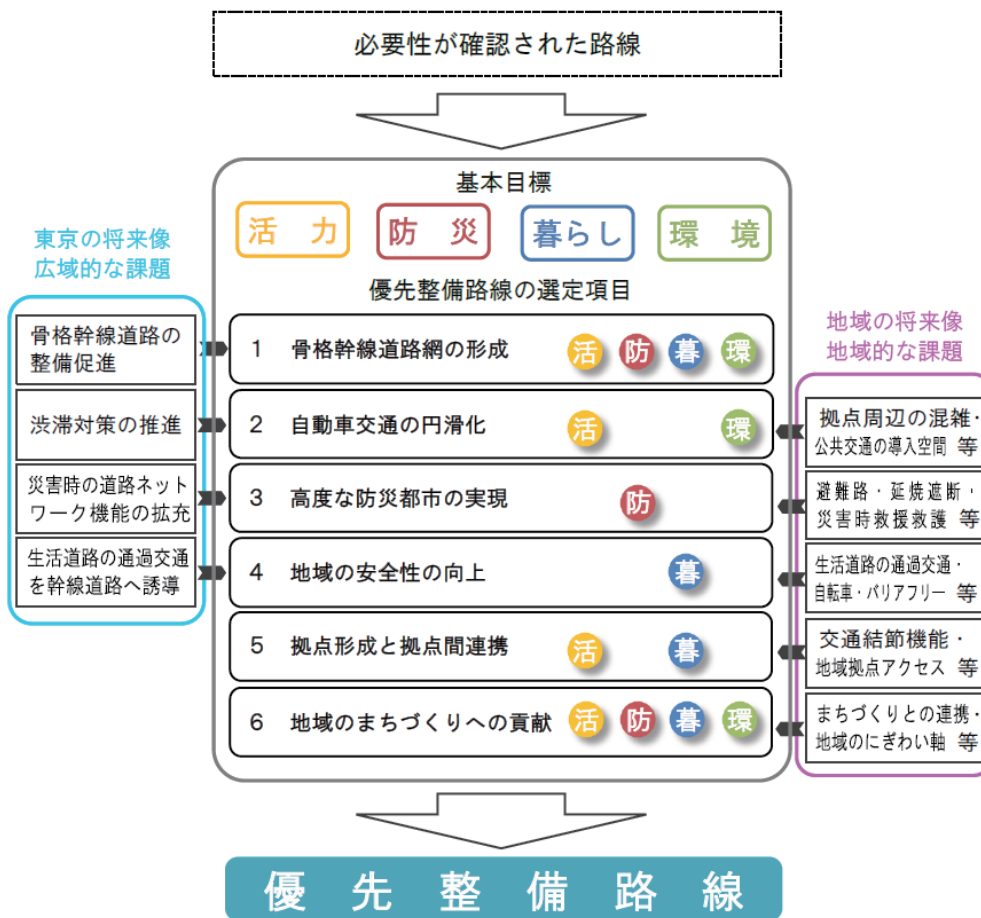 必要性が確認された路線
基本目標
活 力
防 災
暮らし
環 境
優先整備路線の選定項目
東京の将来像
広域的な課題
骨格幹線道路の
整備促進
渋滞対策の推進
災害時の道路ネット
ワーク機能の拡充
生活道路の通過交通
を幹線道路へ誘導
1 骨格幹線道路網の形成 活 防 暮 環
2 自動車交通の円滑化 活 環
3 高度な防災都市の実現 防
4 地域の安全性の向上 暮
5 拠点形成と拠点間連携 活 暮
6 地域のまちづくりへの貢献 活 防 暮 環
地域の将来像
地域的な課題
拠点周辺の混雑・
公共交通の導入空間 等
避難路・延焼遮断・
災害時救援救護 等
生活道路の通過交通・
自転車・バリアフリー 等
交通結節機能・
地域拠点アクセス 等
まちづくりとの連携・
地域のにぎわい軸 等
優先整備路線